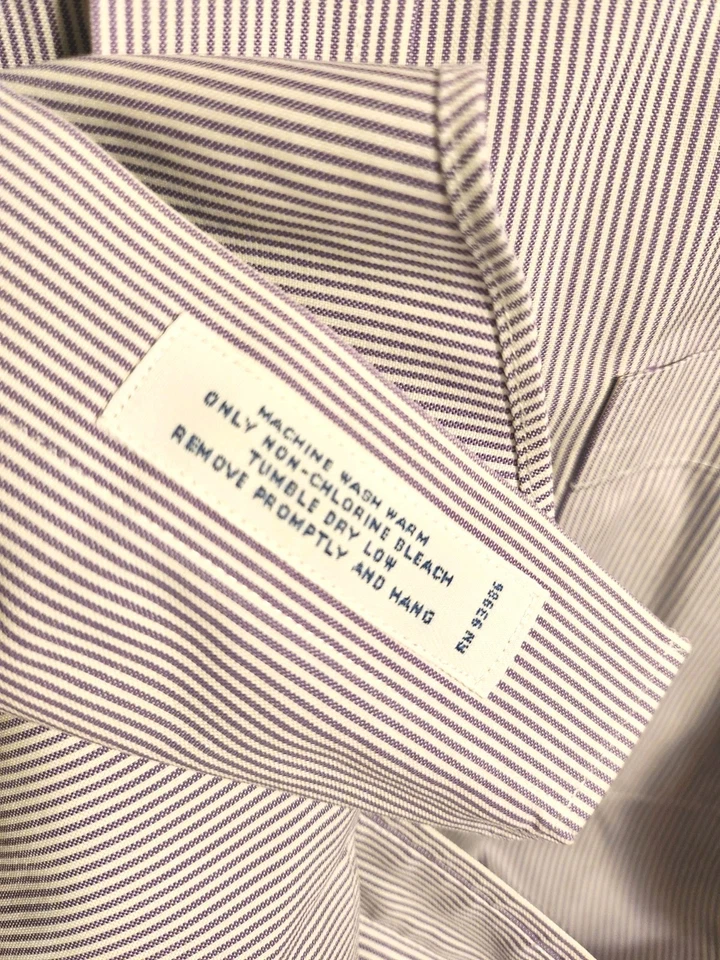 MACHINE WASH WARM
ONLY NON-CHLORINE BLEACH
TUMBLE DRY LOW
REMOVE PROMPTLY AND HANG
RN 93986